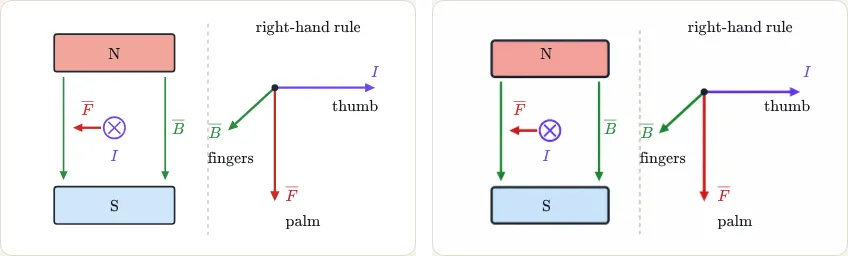 right-hand rule
N
I
F̅
thumb
B̅
B̅
I
fingers
F̅
S
palm
right-hand rule
N
I
F̅
thumb
B̅
B̅
I
fingers
F̅
S
palm